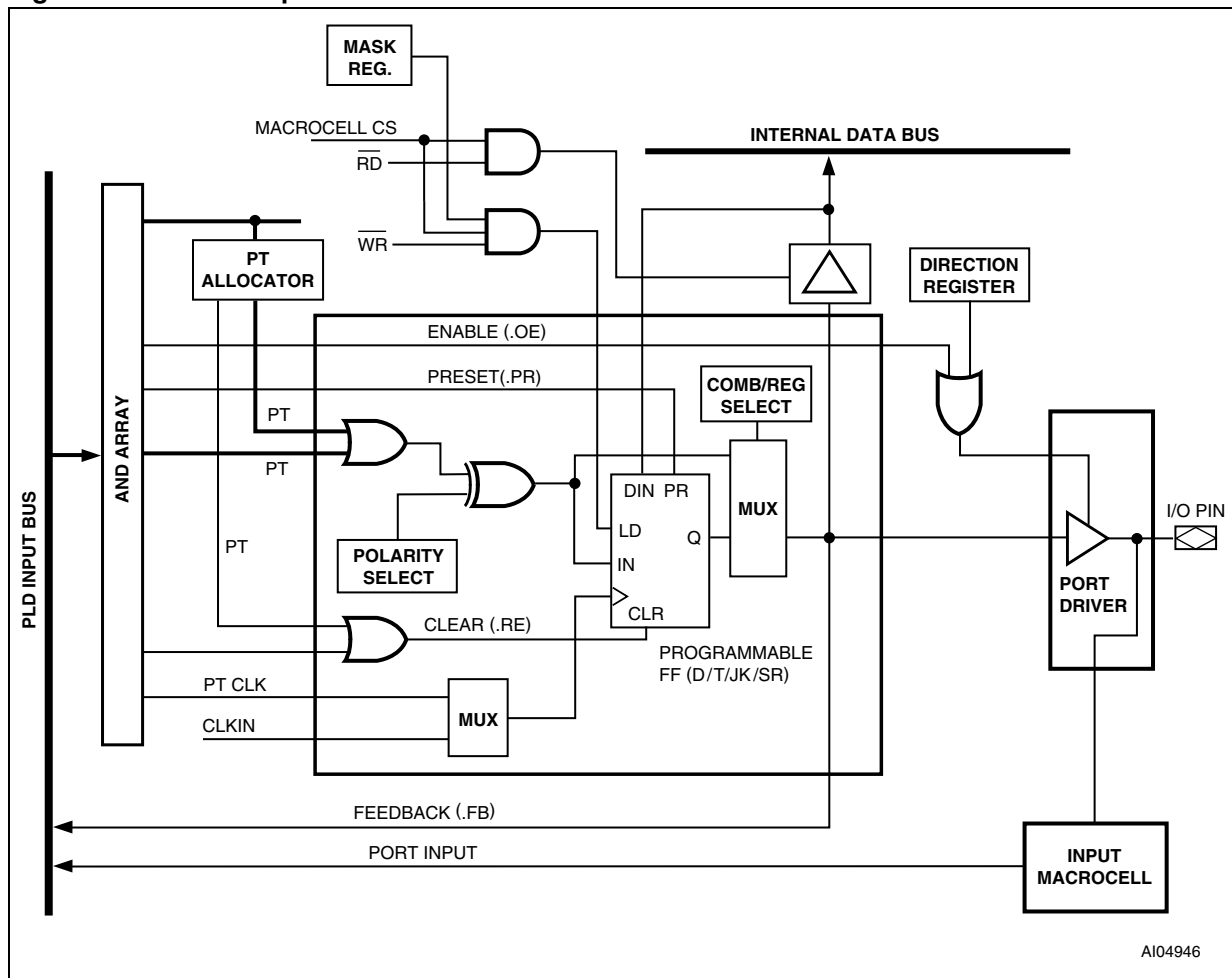 MASK
REG.
MACROCELL CS
RD
WR
INTERNAL DATA BUS
PT
ALLOCATOR
DIRECTION
REGISTER
ENABLE (.OE)
PRESET(.PR)
COMB/REG
SELECT
PT
PT
PT
AND ARRAY
PLD INPUT BUS
POLARITY
SELECT
DIN PR
LD
IN
Q
CLR
MUX
I/O PIN
PORT
DRIVER
CLEAR (.RE)
PROGRAMMABLE
FF (D/T/JK/SR)
PT CLK
CLKIN
MUX
FEEDBACK (.FB)
PORT INPUT
INPUT
MACROCELL
AI04946